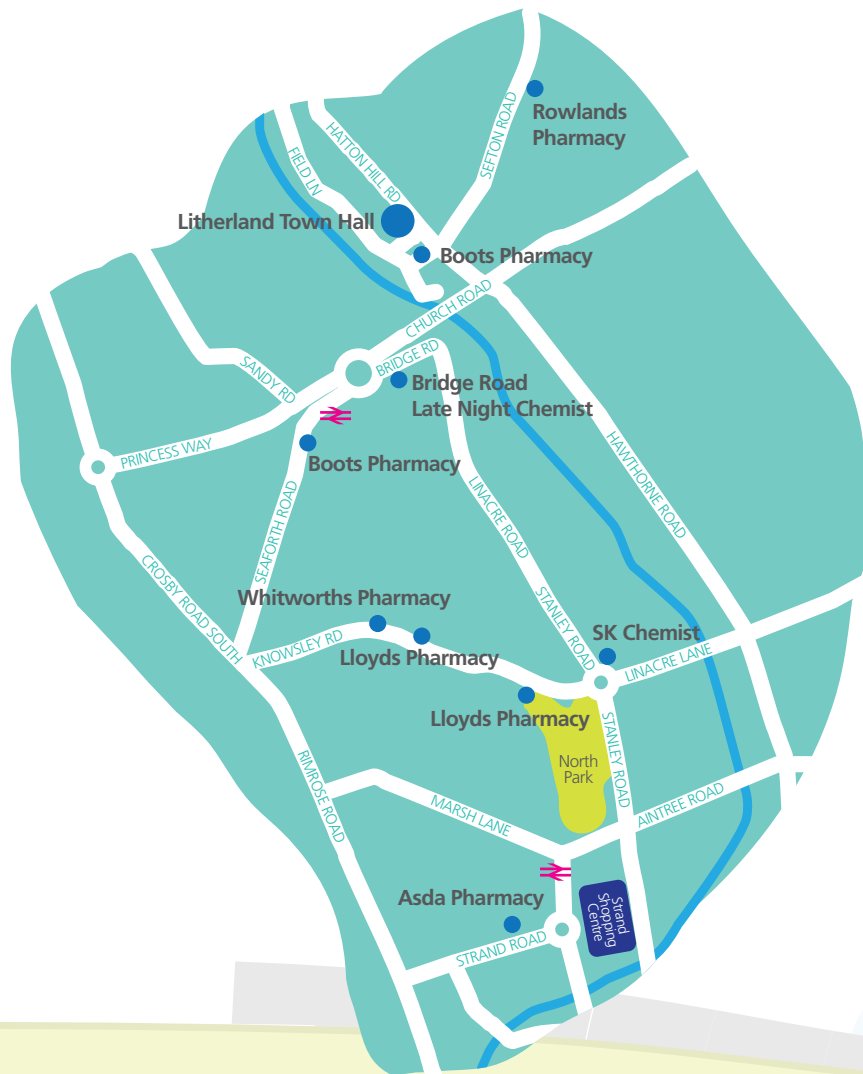 SEFTON ROAD
Rowlands
Pharmacy
HATTON HILL RD
FIELD LN
Litherland Town Hall
Boots Pharmacy
CHURCH ROAD
BRIDGE RD
SANDY RD
Bridge Road
Late Night Chemist
PRINCESS WAY
Boots Pharmacy
HAWTHORNE ROAD
LINACRE ROAD
SEAFORTH ROAD
CROSBY ROAD SOUTH
Whitworths Pharmacy
STANLEY ROAD
SK Chemist
KNOWSLEY RD
Lloyds Pharmacy
LINACRE LANE
Lloyds Pharmacy
STANLEY ROAD
North
Park
RIMROSE ROAD
MARSH LANE
AINTREE ROAD
Asda Pharmacy
Strand
Shopping
Centre
STRAND ROAD